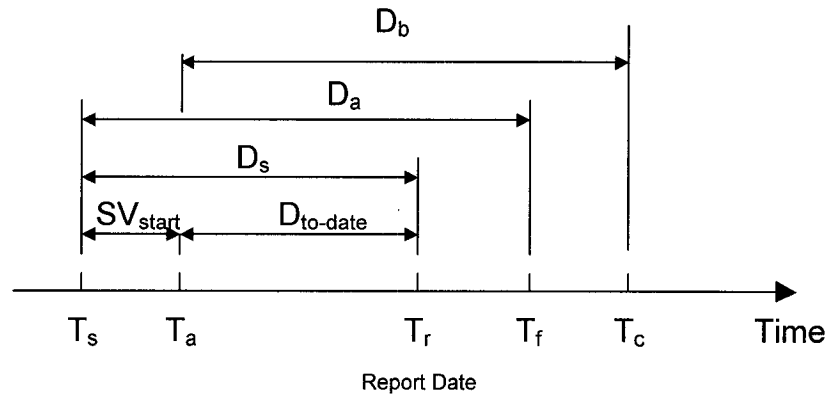 D_b
D_a
D_s
SV_start D_to-date
T_s T_a T_r T_f T_c Time
Report Date